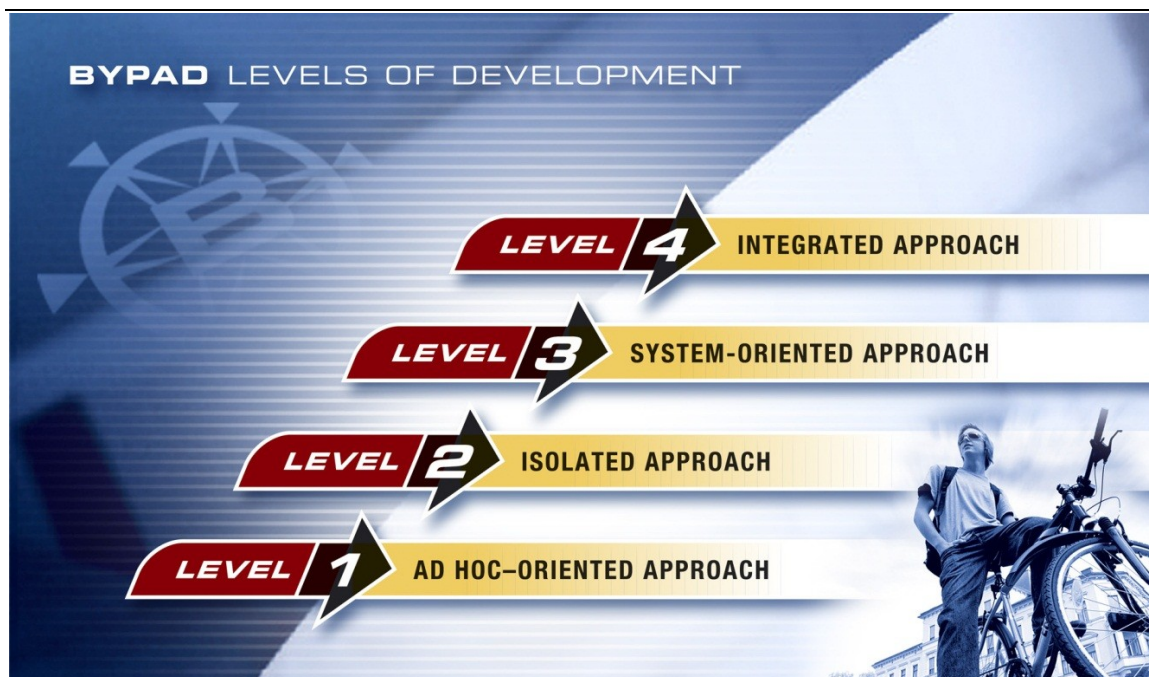 BYPAD LEVELS OF DEVELOPMENT
B
LEVEL 4 INTEGRATED APPROACH
LEVEL 3 SYSTEM-ORIENTED APPROACH
LEVEL 2 ISOLATED APPROACH
LEVEL 1 AD HOC–ORIENTED APPROACH